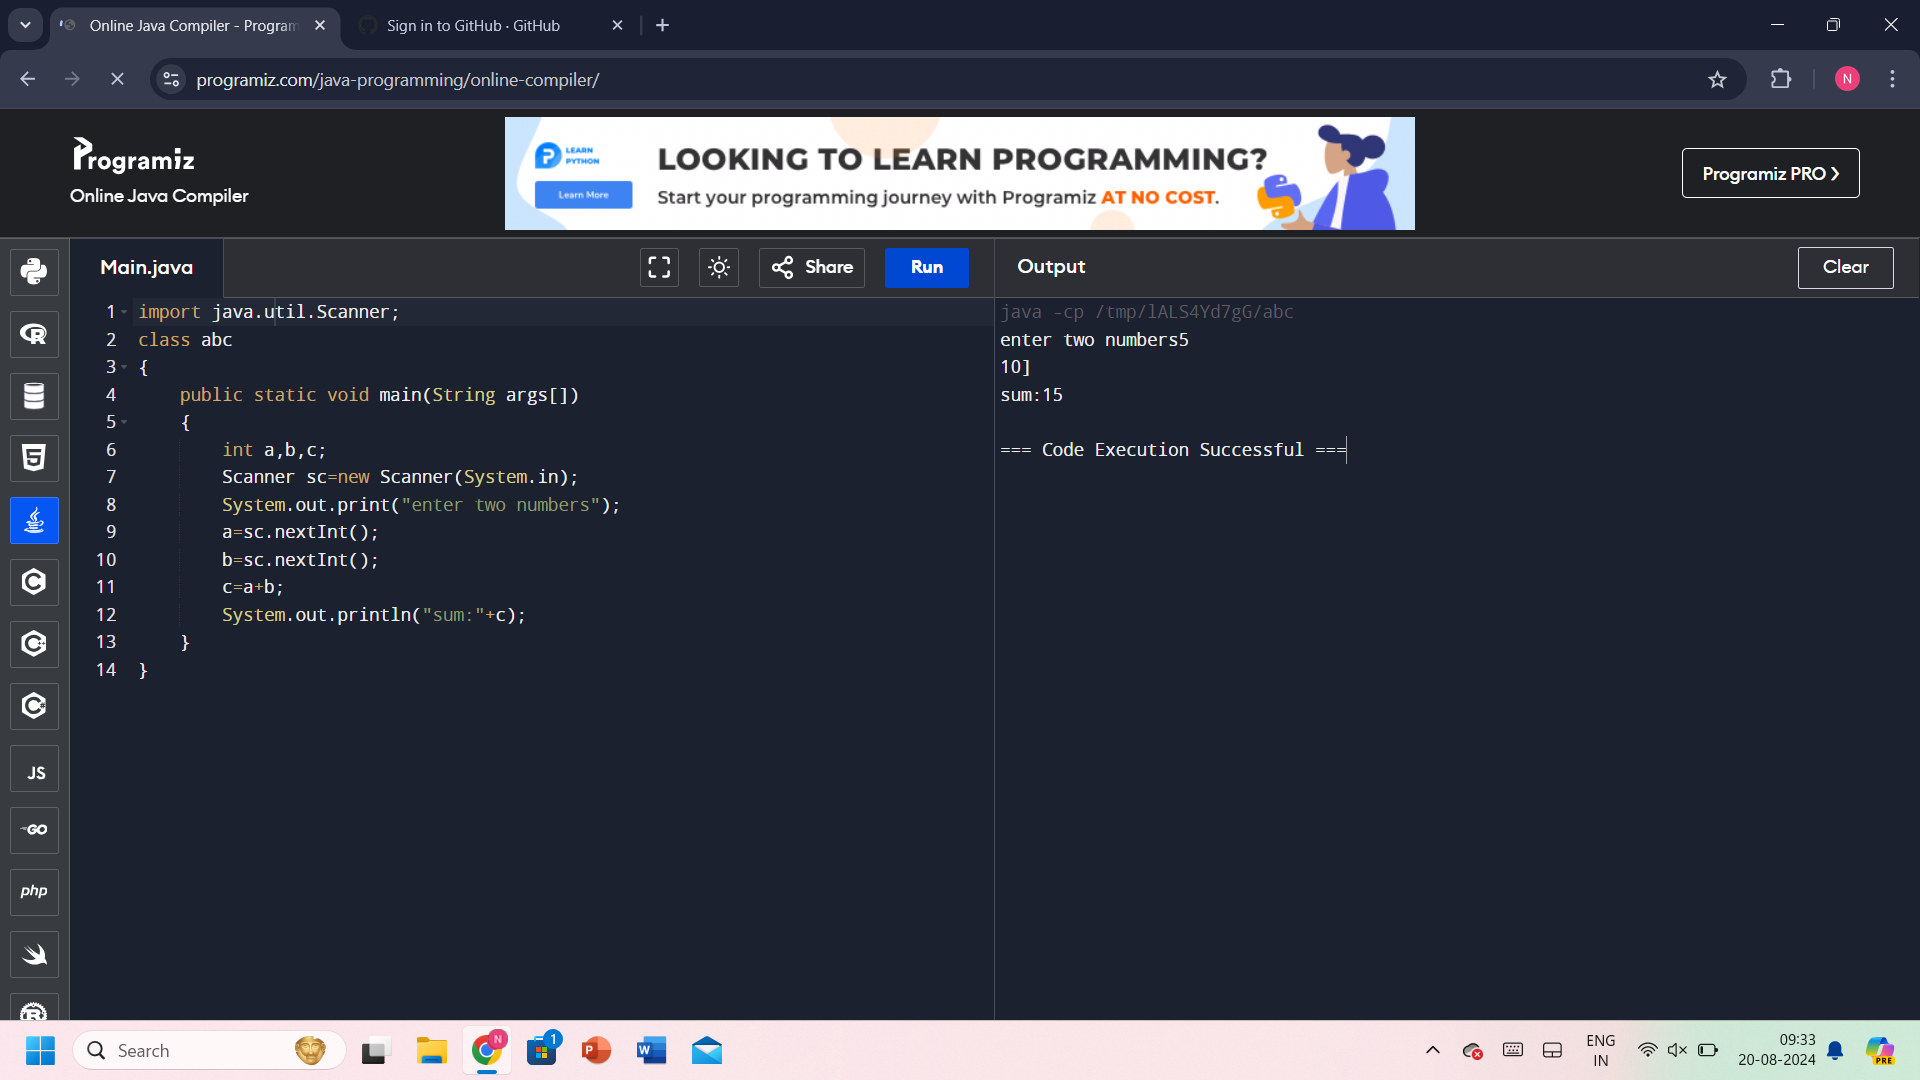 Online Java Compiler - Program
Sign in to GitHub · GitHub
programiz.com/java-programming/online-compiler/
N
Programiz
Online Java Compiler
LEARN
PYTHON
Learn More
LOOKING TO LEARN PROGRAMMING?
Start your programming journey with Programiz AT NO COST.
Programiz PRO ›
Main.java
Share
Run
Output
Clear
1 import java.util.Scanner;
2 class abc
3 {
4     public static void main(String args[])
5     {
6         int a,b,c;
7         Scanner sc=new Scanner(System.in);
8         System.out.print("enter two numbers");
9         a=sc.nextInt();
10         b=sc.nextInt();
11         c=a+b;
12         System.out.println("sum:"+c);
13     }
14 }
java -cp /tmp/lALS4Yd7gG/abc
enter two numbers5
10]
sum:15
=== Code Execution Successful ===
JS
GO
php
Search
N
1
P
W
ENG
IN
09:33
20-08-2024
PRE